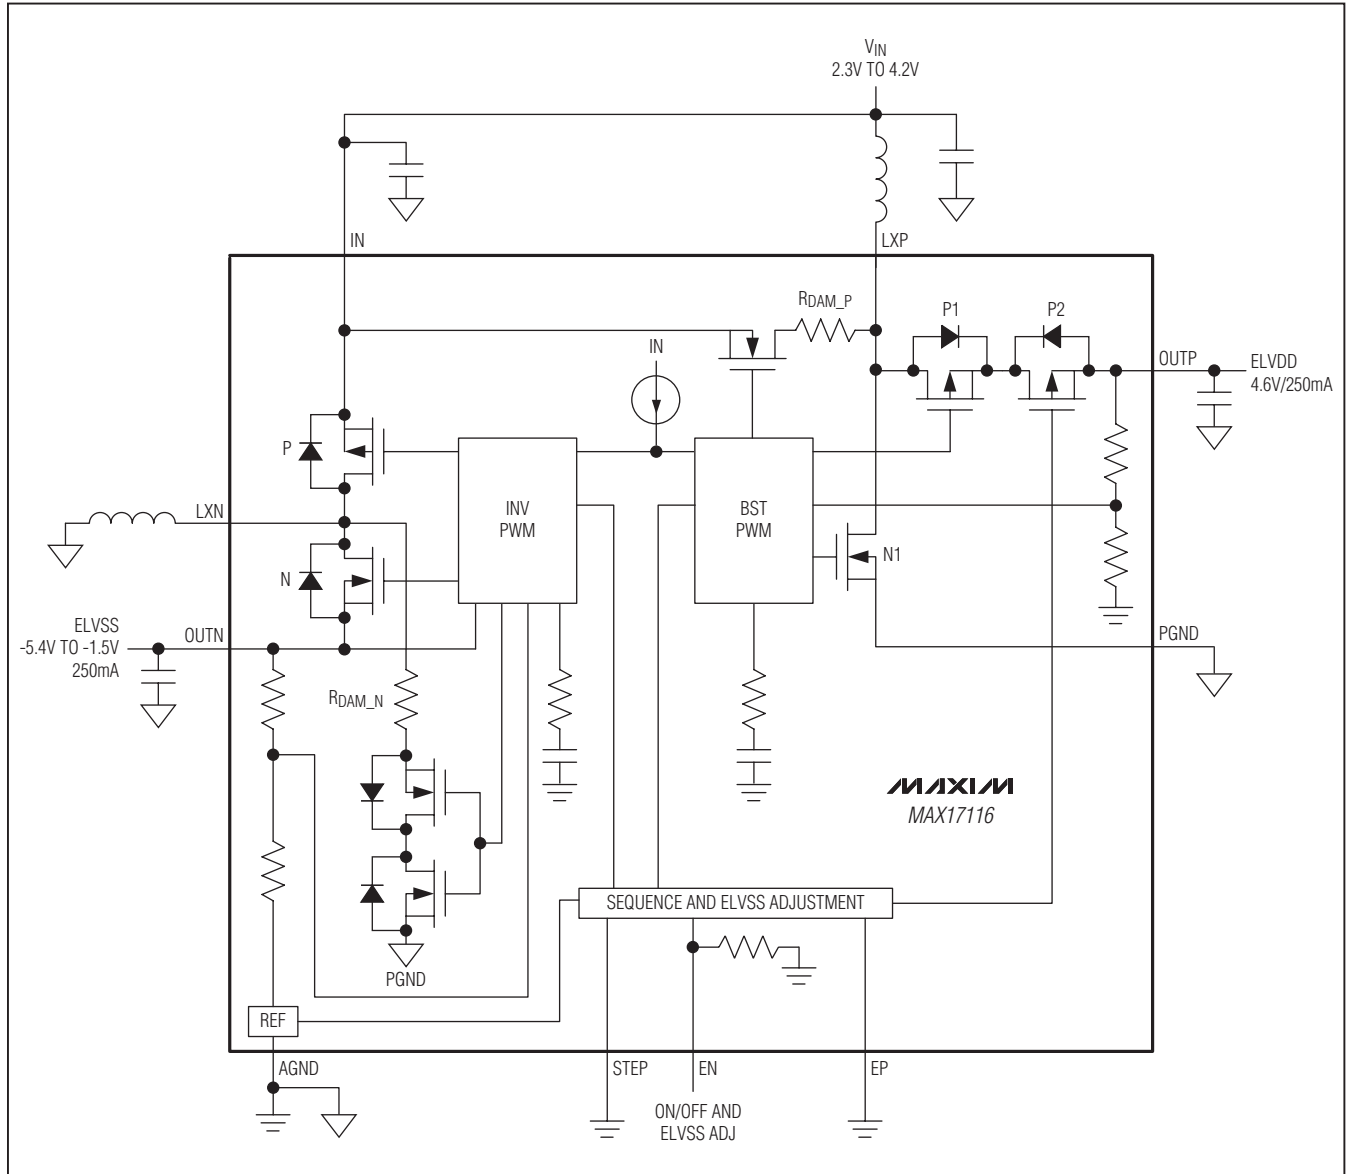 VIN
2.3V TO 4.2V
IN
LXP
RDAM_P
P1
P2
IN
OUTP
ELVDD
4.6V/250mA
P
LXN
INV
PWM
BST
PWM
N1
N
ELVSS
-5.4V TO -1.5V
250mA
OUTN
PGND
RDAM_N
MAXIM
MAX17116
SEQUENCE AND ELVSS ADJUSTMENT
PGND
REF
AGND
STEP
EN
EP
ON/OFF AND
ELVSS ADJ